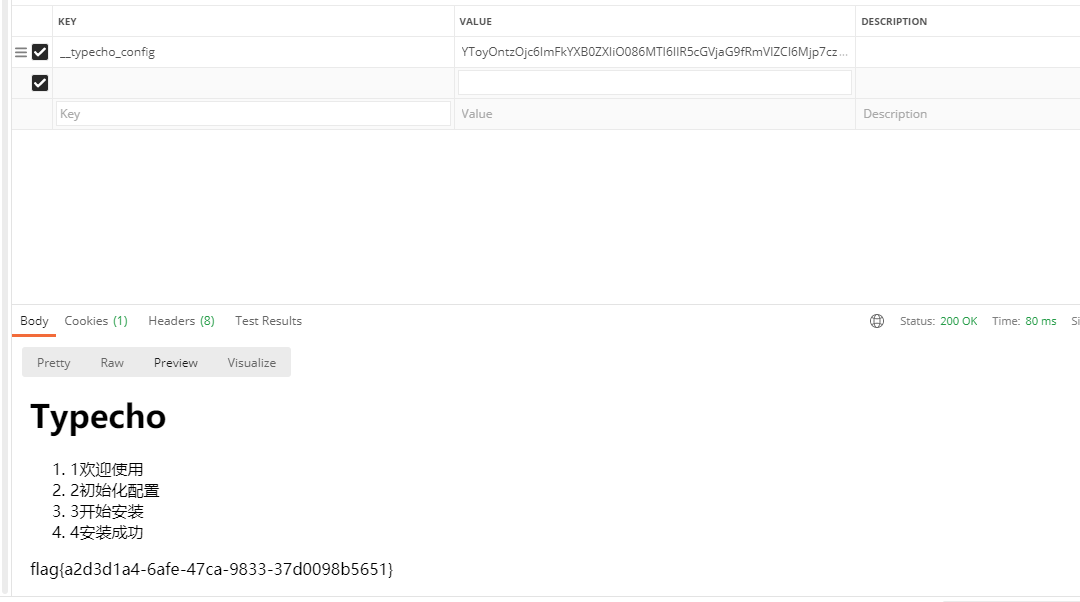 KEY VALUE DESCRIPTION
__typecho_config YToyOntzOjc6ImFkYXB0ZXIiO086MTI6IlR5cGVjaG9fRmVlZCI6Mjp7cz...
Key Value Description
Body Cookies (1) Headers (8) Test Results Status: 200 OK Time: 80 ms Si
Pretty Raw Preview Visualize
Typecho
1. 1欢迎使用
2. 2初始化配置
3. 3开始安装
4. 4安装成功
flag{a2d3d1a4-6afe-47ca-9833-37d0098b5651}